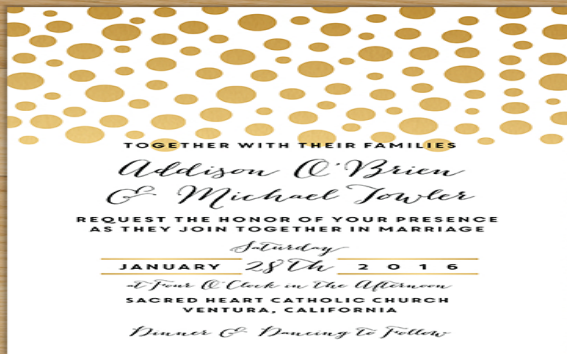 TOGETHER WITH THEIR FAMILIES
Addison O'Brien
& Michael Towler
REQUEST THE HONOR OF YOUR PRESENCE
AS THEY JOIN TOGETHER IN MARRIAGE
Saturday
JANUARY 28th 2016
at Four O'Clock in the Afternoon
SACRED HEART CATHOLIC CHURCH
VENTURA, CALIFORNIA
Dinner & Dancing to Follow